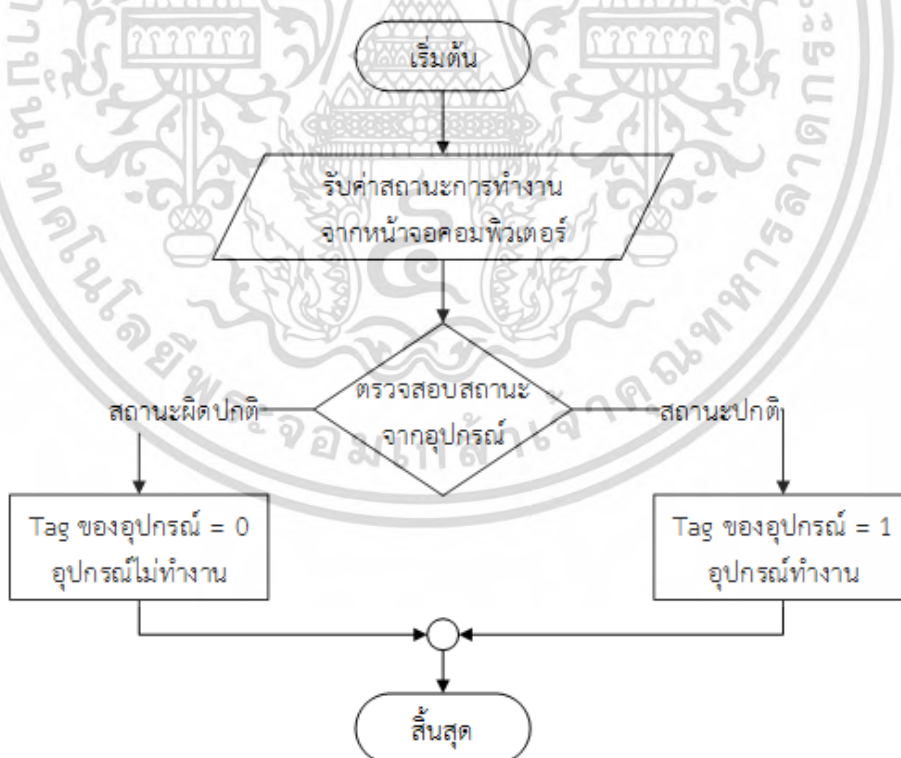 เริ่มต้น
รับค่าสถานะการทำงาน
จากหน้าจอคอมพิวเตอร์
ตรวจสอบสถานะ
จากอุปกรณ์
สถานะผิดปกติ
สถานะปกติ
Tag ของอุปกรณ์ = 0
อุปกรณ์ไม่ทำงาน
Tag ของอุปกรณ์ = 1
อุปกรณ์ทำงาน
สิ้นสุด